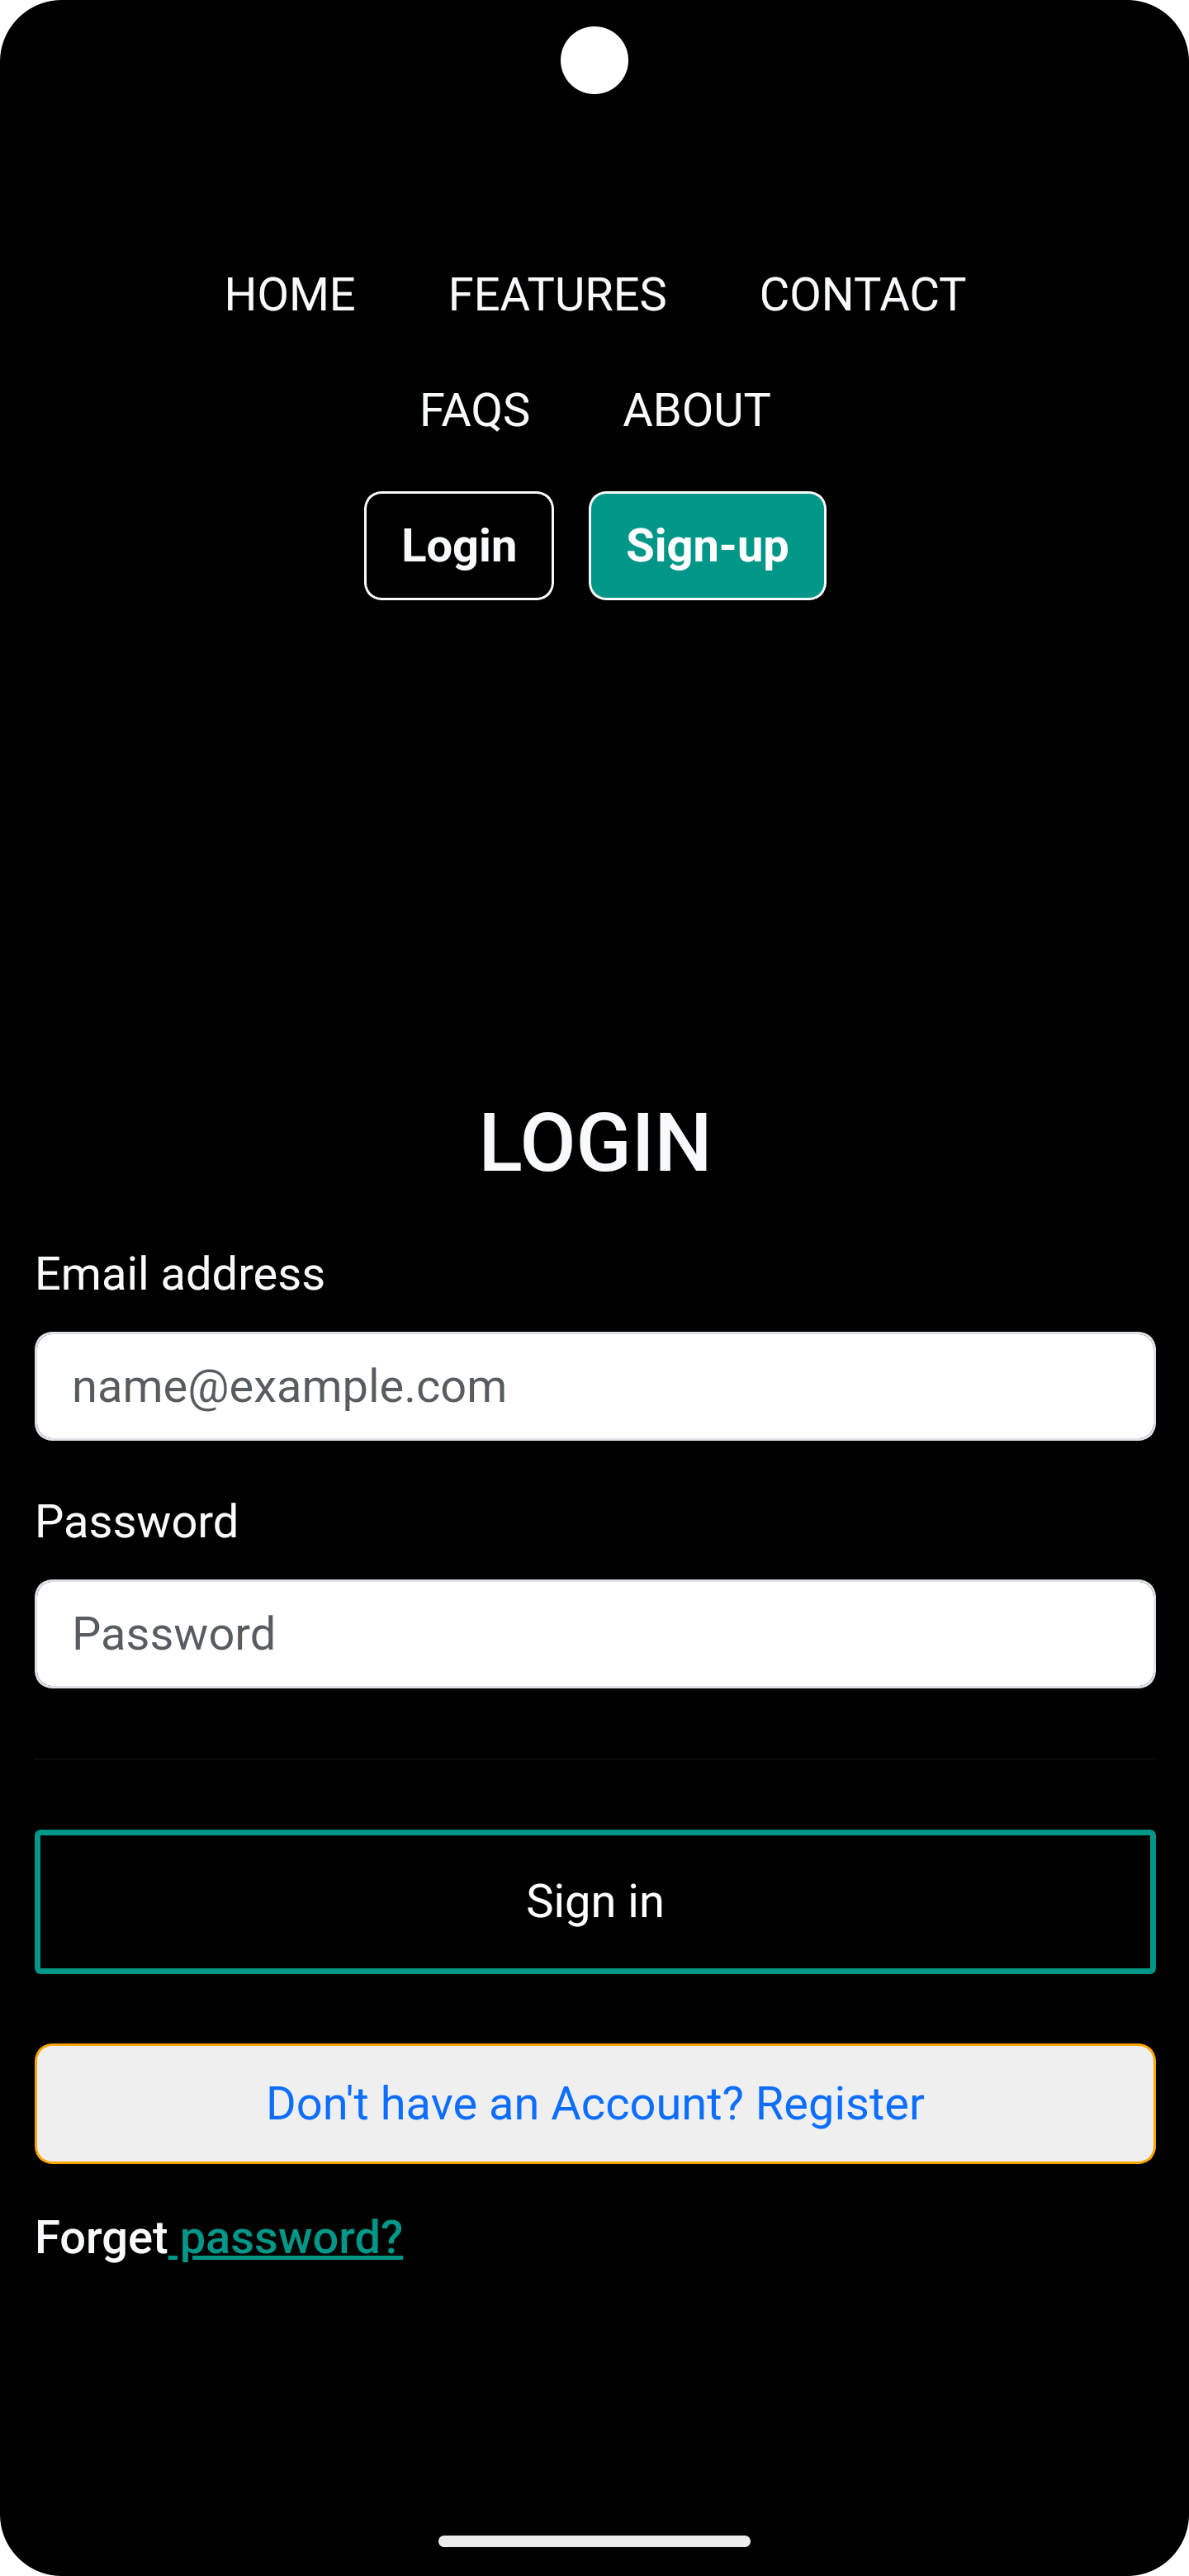 HOME FEATURES CONTACT
FAQS ABOUT
Login Sign-up
LOGIN
Email address
name@example.com
Password
Password
Sign in
Don't have an Account? Register
Forget password?